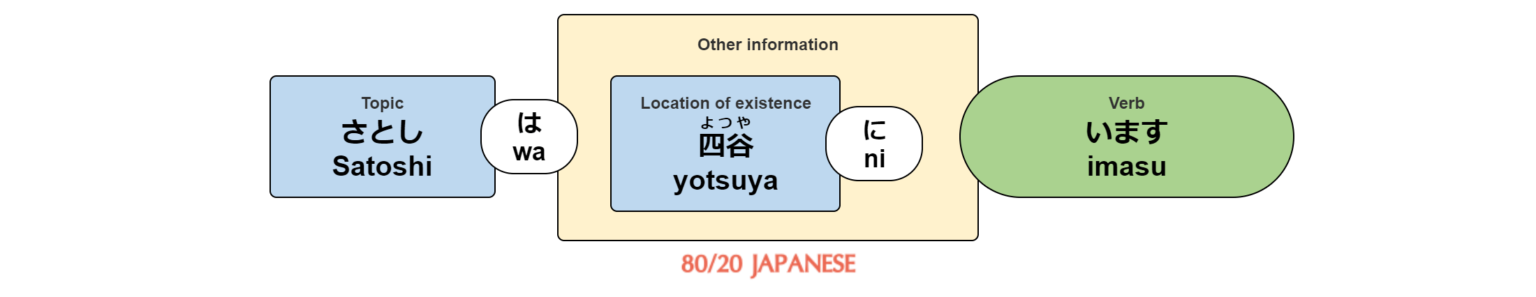 Topic
さとし
Satoshi
は
wa
Other information
Location of existence
よつや
四谷
yotsuya
に
ni
Verb
います
imasu
80/20 JAPANESE